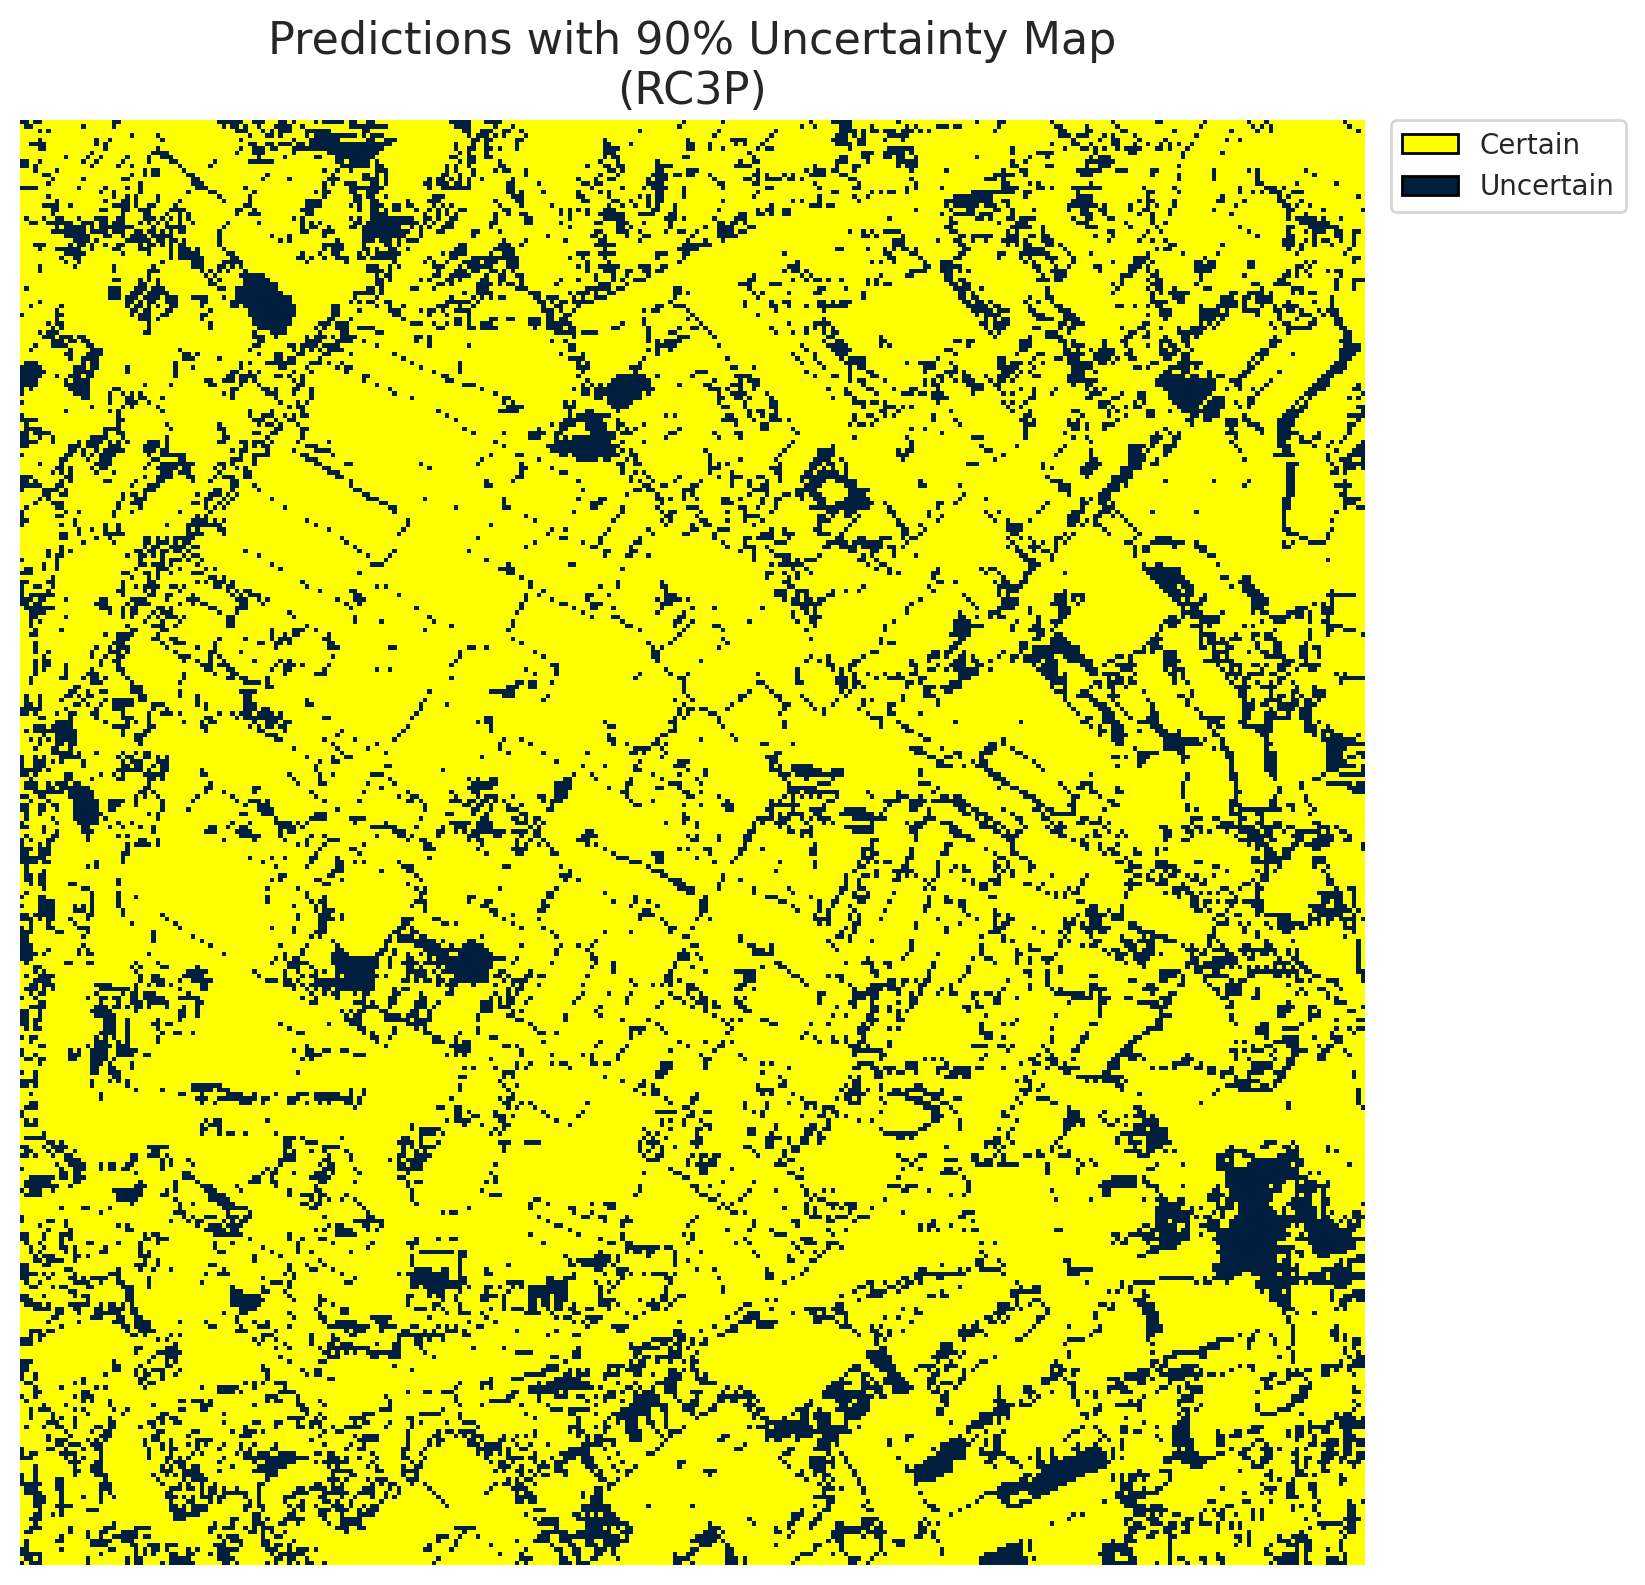 Predictions with 90% Uncertainty Map
(RC3P)
Certain
Uncertain